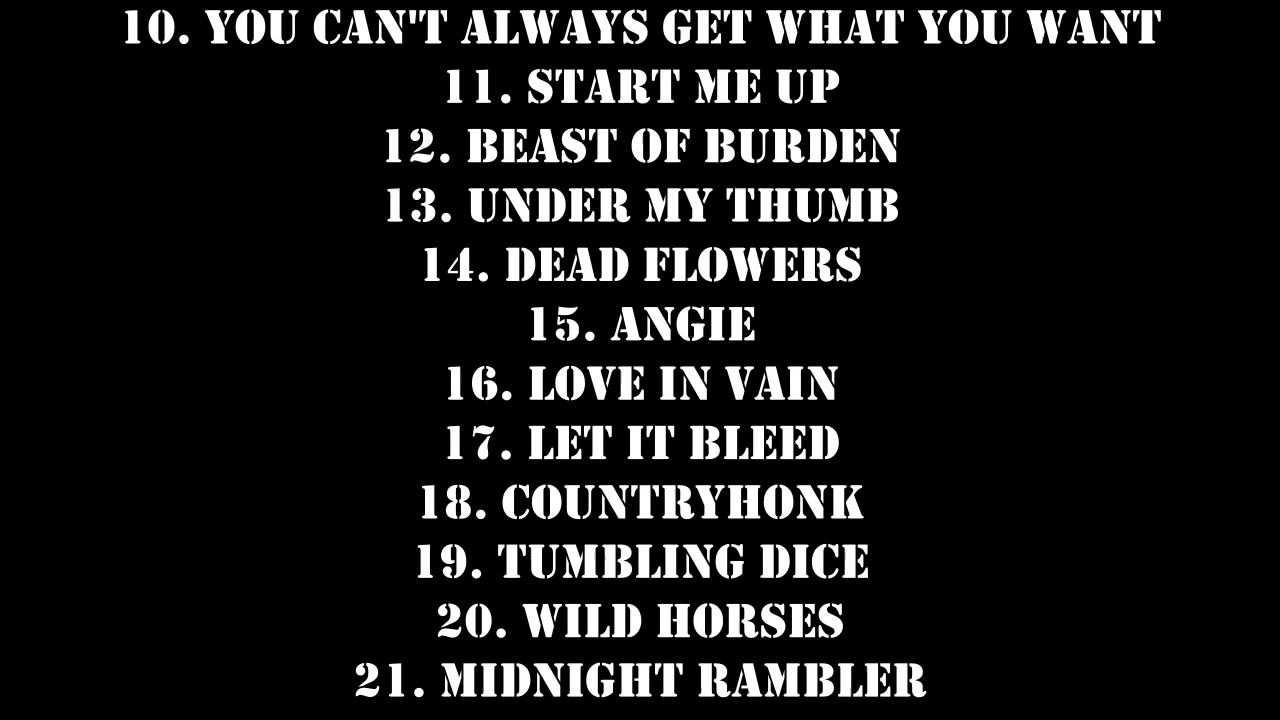 10. YOU CAN'T ALWAYS GET WHAT YOU WANT
11. START ME UP
12. BEAST OF BURDEN
13. UNDER MY THUMB
14. DEAD FLOWERS
15. ANGIE
16. LOVE IN VAIN
17. LET IT BLEED
18. COUNTRYHONK
19. TUMBLING DICE
20. WILD HORSES
21. MIDNIGHT RAMBLER